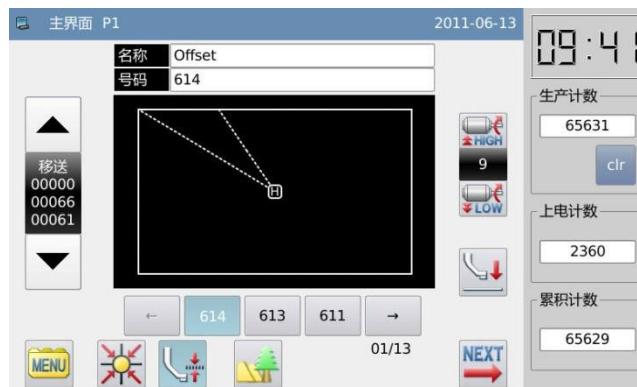 主界面 P1
2011-06-13
名称 Offset
号码 614
移送
00000
00066
00061
H
HIGH
9
LOW
← 614 613 611 →
01/13
MENU
NEXT
生产计数
65631
clr
上电计数
2360
累积计数
65629